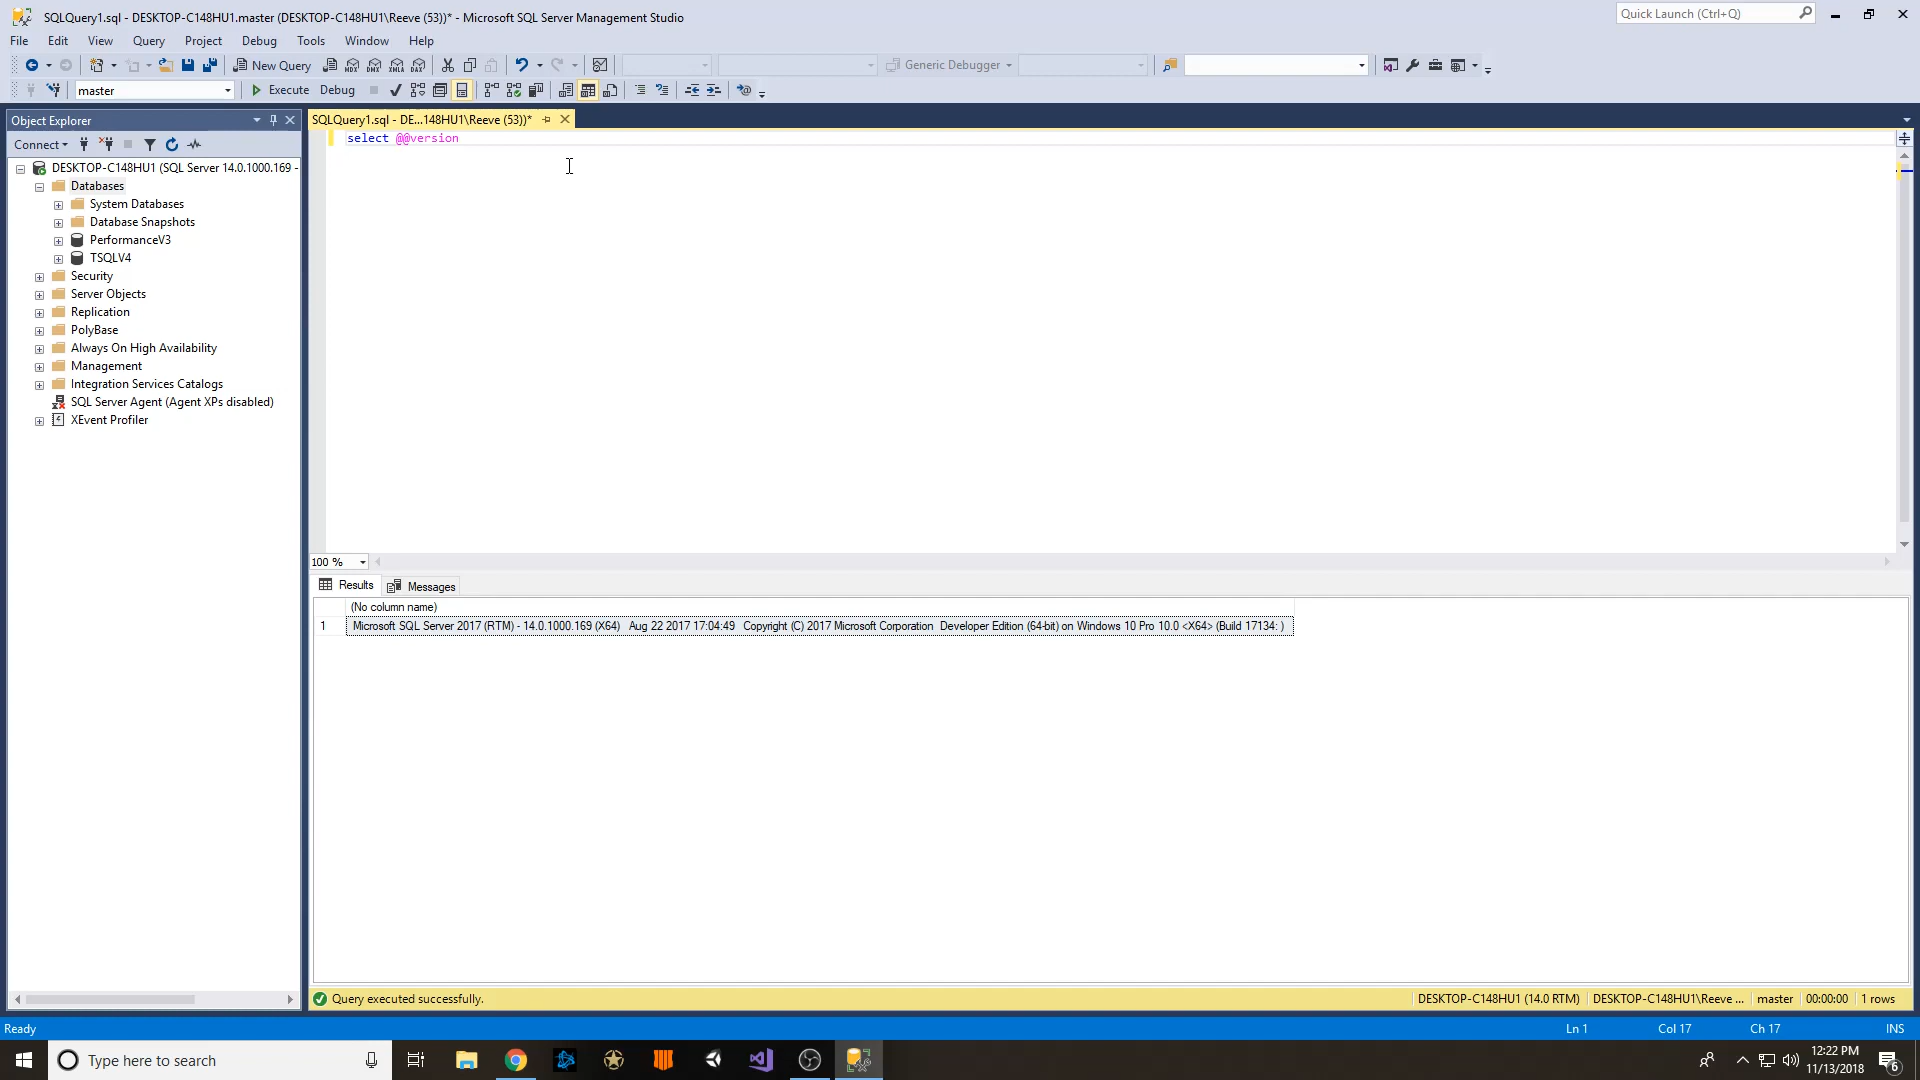 SQLQuery1.sql - DESKTOP-C148HU1.master (DESKTOP-C148HU1\Reeve (53))* - Microsoft SQL Server Management Studio
Quick Launch (Ctrl+Q)
File Edit View Query Project Debug Tools Window Help
New Query
Generic Debugger
master
Execute Debug
Object Explorer
SQLQuery1.sql - DE...148HU1\Reeve (53))*
Connect
select @@version
DESKTOP-C148HU1 (SQL Server 14.0.1000.169 -
Databases
System Databases
Database Snapshots
PerformanceV3
TSQLV4
Security
Server Objects
Replication
PolyBase
Always On High Availability
Management
Integration Services Catalogs
SQL Server Agent (Agent XPs disabled)
XEvent Profiler
100 %
Results Messages
(No column name)
1 Microsoft SQL Server 2017 (RTM) - 14.0.1000.169 (X64) Aug 22 2017 17:04:49 Copyright (C) 2017 Microsoft Corporation Developer Edition (64-bit) on Windows 10 Pro 10.0 <X64> (Build 17134: )
Query executed successfully.
DESKTOP-C148HU1 (14.0 RTM) DESKTOP-C148HU1\Reeve ... master 00:00:00 1 rows
Ready
Ln 1 Col 17 Ch 17 INS
Type here to search
12:22 PM
11/13/2018
6